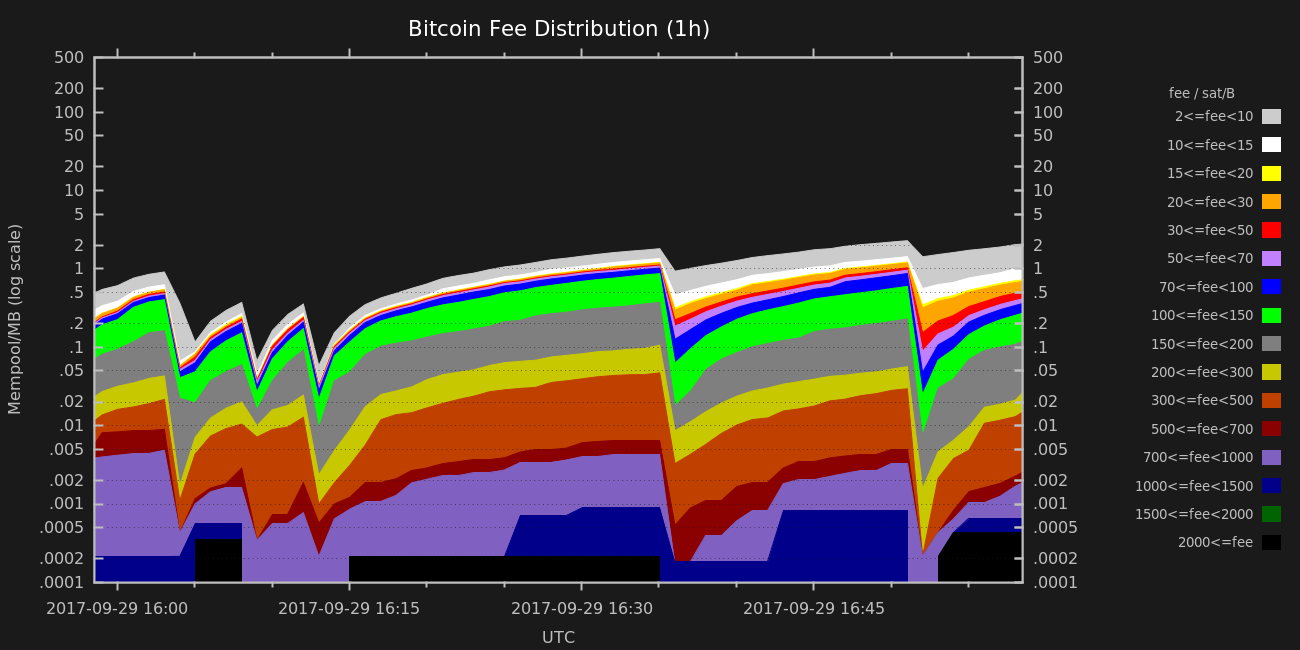 Bitcoin Fee Distribution (1h)
500 500
200 200
100 100
50 50
20 20
10 10
5 5
2 2
1 1
.5 .5
.2 .2
.1 .1
.05 .05
.02 .02
.01 .01
.005 .005
.002 .002
.001 .001
.0005 .0005
.0002 .0002
.0001 .0001
Mempool/MB (log scale)
2017-09-29 16:00 2017-09-29 16:15 2017-09-29 16:30 2017-09-29 16:45
UTC
fee / sat/B
2<=fee<10
10<=fee<15
15<=fee<20
20<=fee<30
30<=fee<50
50<=fee<70
70<=fee<100
100<=fee<150
150<=fee<200
200<=fee<300
300<=fee<500
500<=fee<700
700<=fee<1000
1000<=fee<1500
1500<=fee<2000
2000<=fee